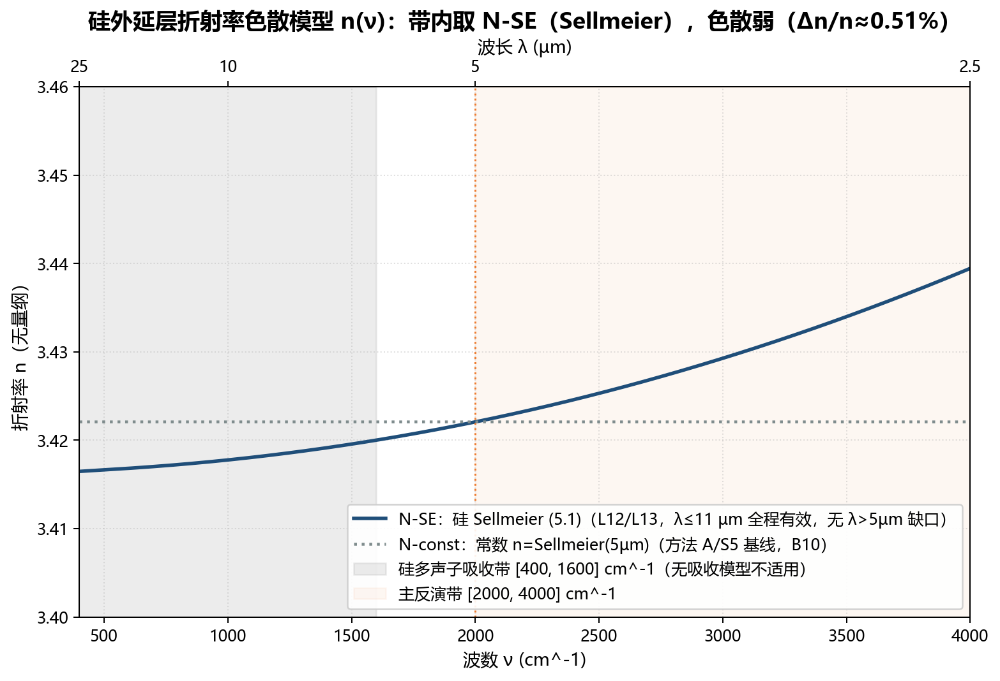 硅外延层折射率色散模型 n(ν)：带内取 N-SE（Sellmeier），色散弱（Δn/n≈0.51%）
波长 λ (μm)
25 10 5 2.5
3.46
3.45
3.44
3.43
3.42
3.41
3.40
折射率 n（无量纲）
N-SE：硅 Sellmeier (5.1)（L12/L13，λ≤11 μm 全程有效，无 λ>5μm 缺口）
N-const：常数 n=Sellmeier(5μm)（方法 A/S5 基线，B10）
硅多声子吸收带 [400, 1600] cm^-1（无吸收模型不适用）
主反演带 [2000, 4000] cm^-1
500 1000 1500 2000 2500 3000 3500 4000
波数 ν (cm^-1)